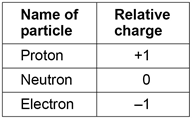 Name of particle | Relative charge
Proton | +1
Neutron | 0
Electron | –1